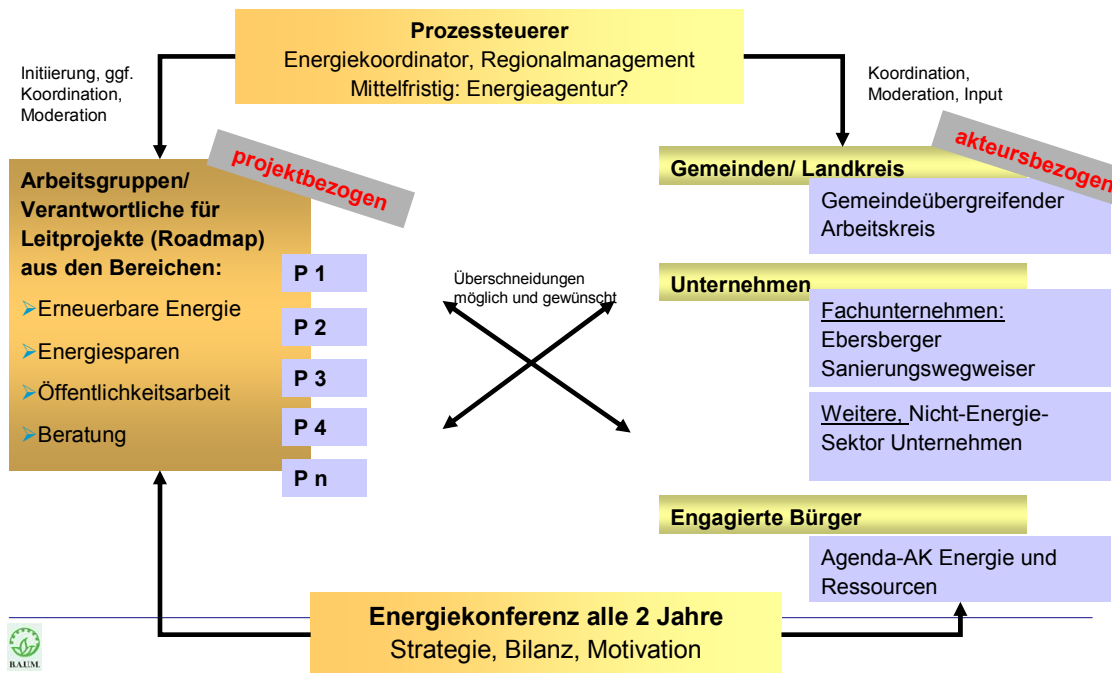 Prozessteuerer
Energiekoordinator, Regionalmanagement
Mittelfristig: Energieagentur?
Initiierung, ggf.
Koordination,
Moderation
Koordination,
Moderation, Input
projektbezogen
akteursbezogen
Arbeitsgruppen/
Verantwortliche für
Leitprojekte (Roadmap)
aus den Bereichen:
➤Erneuerbare Energie
➤Energiesparen
➤Öffentlichkeitsarbeit
➤Beratung
P 1
P 2
P 3
P 4
P n
Überschneidungen
möglich und gewünscht
Gemeinden/ Landkreis
Gemeindeübergreifender
Arbeitskreis
Unternehmen
Fachunternehmen:
Ebersberger
Sanierungswegweiser
Weitere, Nicht-Energie-
Sektor Unternehmen
Engagierte Bürger
Agenda-AK Energie und
Ressourcen
Energiekonferenz alle 2 Jahre
Strategie, Bilanz, Motivation
B.A.U.M.